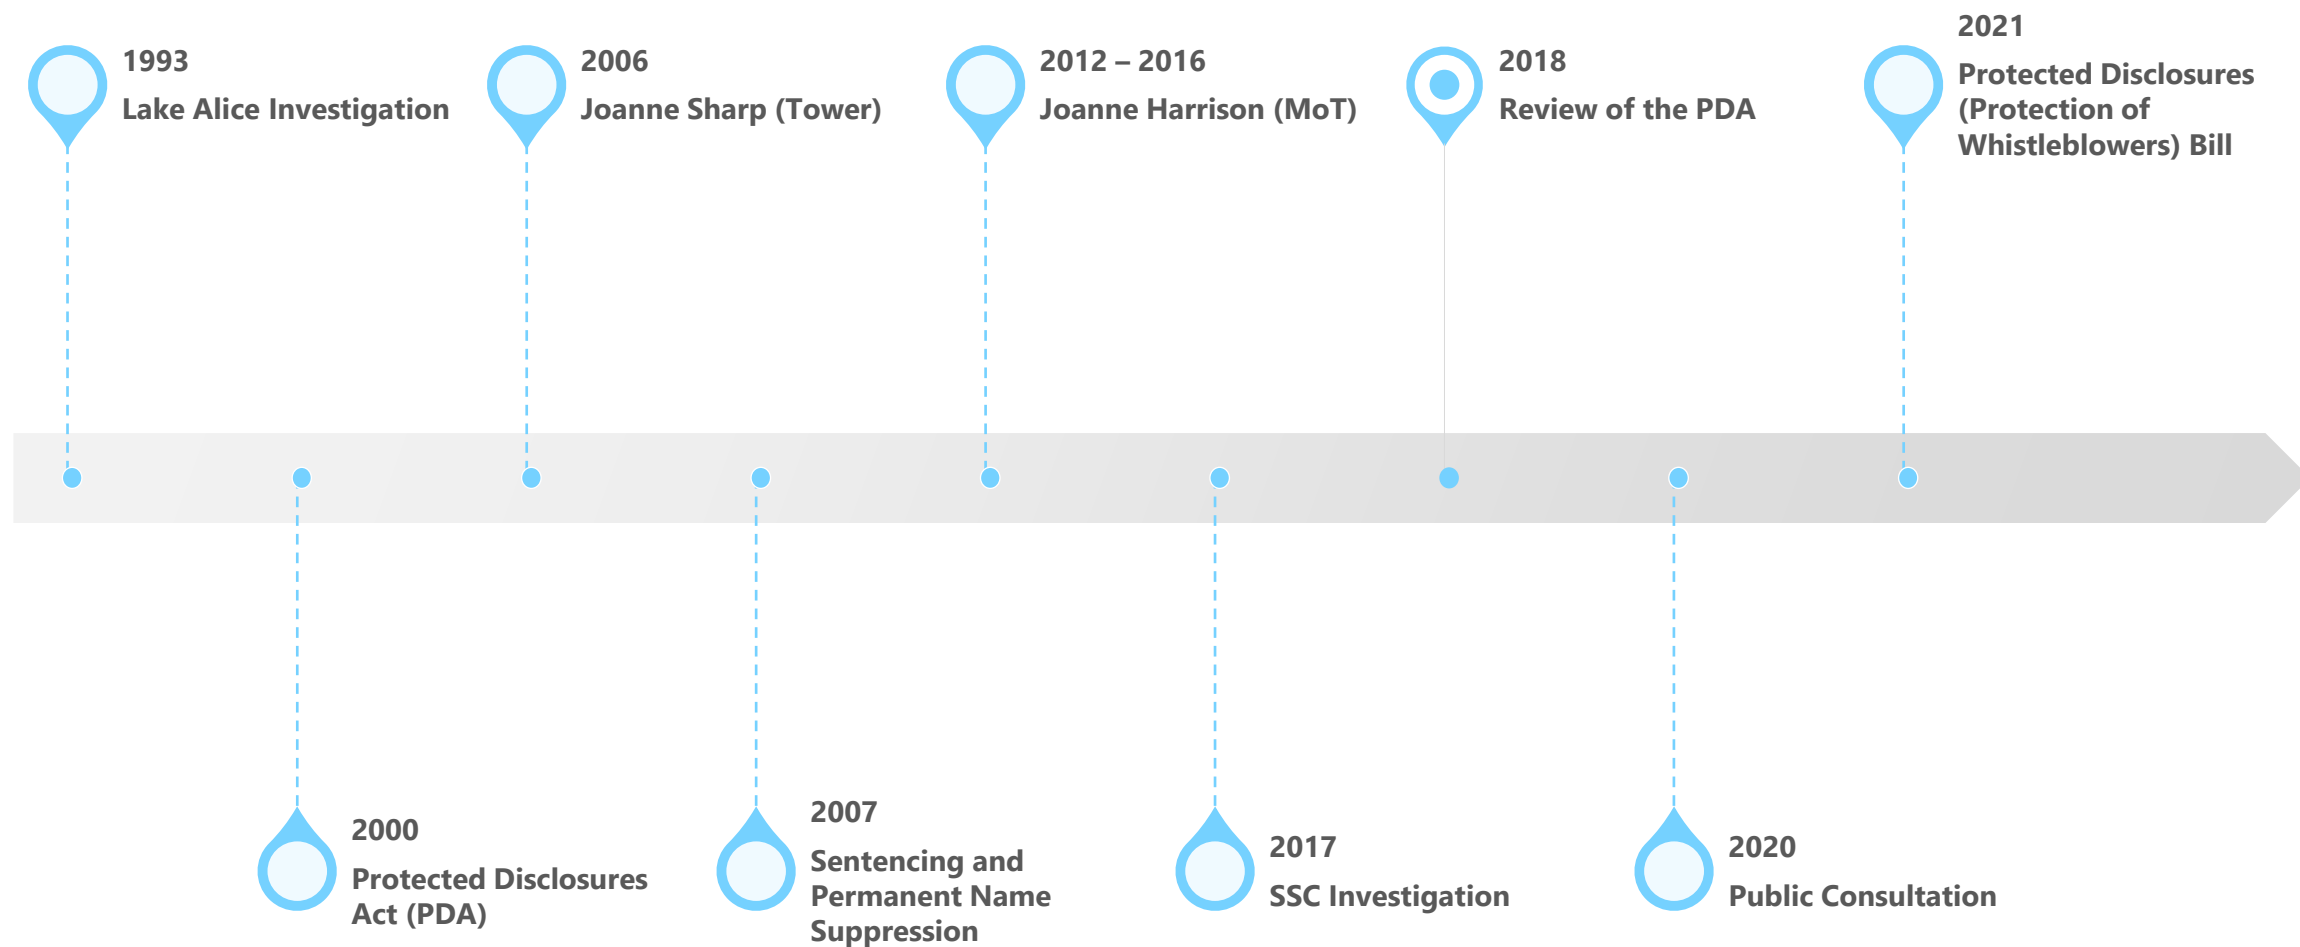 1993
Lake Alice Investigation
2000
Protected Disclosures
Act (PDA)
2006
Joanne Sharp (Tower)
2007
Sentencing and
Permanent Name
Suppression
2012 – 2016
Joanne Harrison (MoT)
2017
SSC Investigation
2018
Review of the PDA
2020
Public Consultation
2021
Protected Disclosures
(Protection of
Whistleblowers) Bill